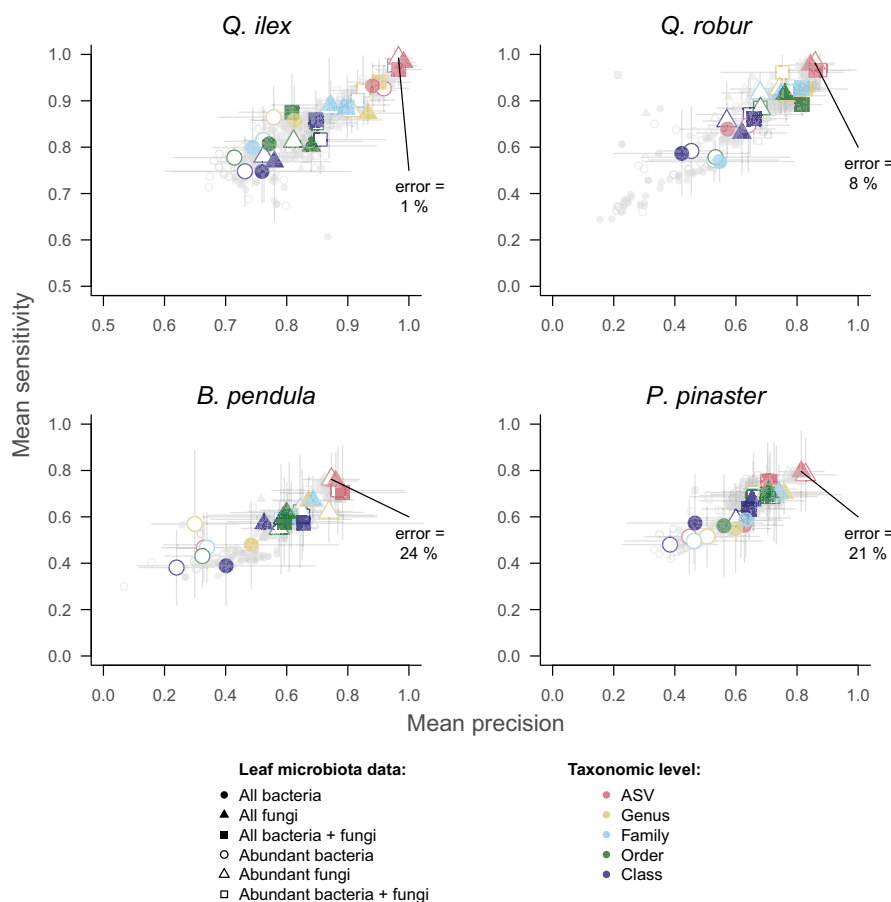 Q. ilex
Q. robur
1.0
0.9
0.8
0.7
0.6
0.5
error =
1 %
0.5
0.6
0.7
0.8
0.9
1.0
1.0
0.8
0.6
0.4
0.2
0.0
error =
8 %
0.0
0.2
0.4
0.6
0.8
1.0
Mean sensitivity
B. pendula
P. pinaster
1.0
0.8
0.6
0.4
0.2
0.0
error =
24 %
0.0
0.2
0.4
0.6
0.8
1.0
1.0
0.8
0.6
0.4
0.2
0.0
error =
21 %
0.0
0.2
0.4
0.6
0.8
1.0
Mean precision
Leaf microbiota data:
All bacteria
All fungi
All bacteria + fungi
Abundant bacteria
Abundant fungi
Abundant bacteria + fungi
Taxonomic level:
ASV
Genus
Family
Order
Class